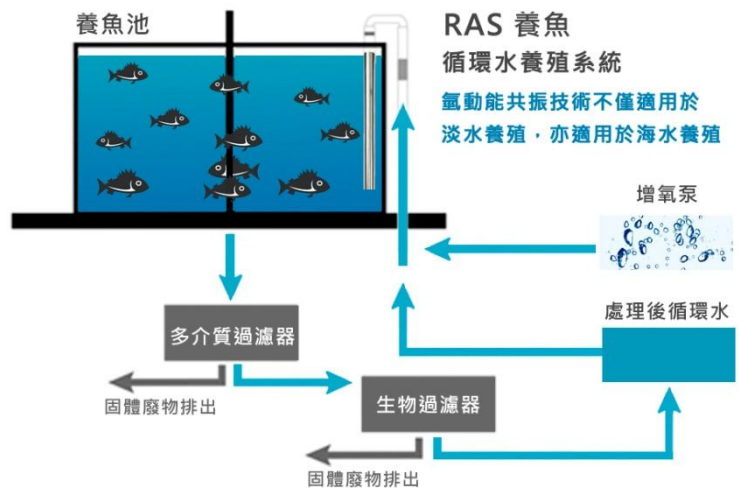 養魚池
RAS 養魚
循環水養殖系統
氫動能共振技術不僅適用於
淡水養殖，亦適用於海水養殖
增氧泵
處理後循環水
多介質過濾器
固體廢物排出
生物過濾器
固體廢物排出